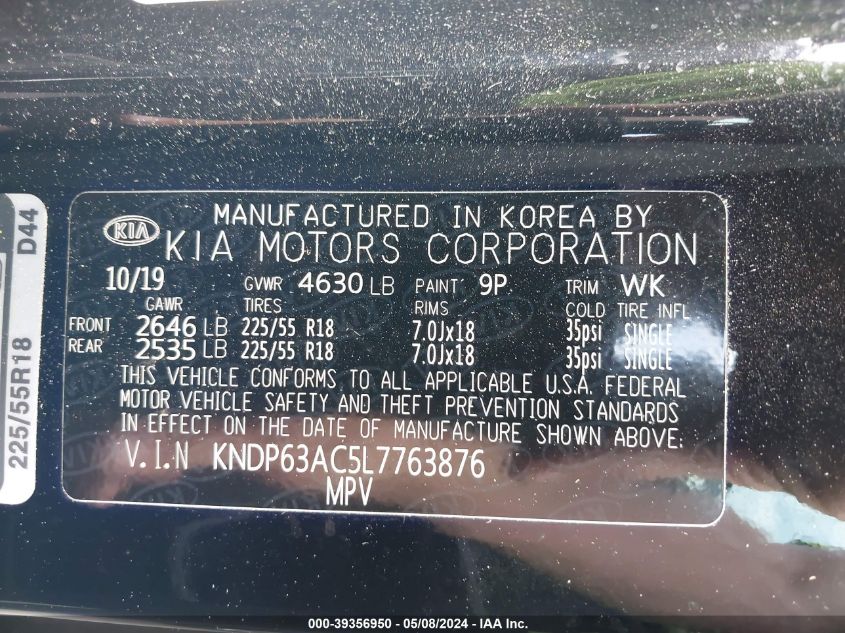 MANUFACTURED IN KOREA BY
KIA KIA MOTORS CORPORATION
10/19 GVWR 4630 LB PAINT 9P TRIM WK
GAWR TIRES RIMS COLD TIRE INFL
FRONT 2646 LB 225/55 R18 7.0Jx18 35psi SINGLE
REAR 2535 LB 225/55 R18 7.0Jx18 35psi SINGLE
THIS VEHICLE CONFORMS TO ALL APPLICABLE U.S.A. FEDERAL
MOTOR VEHICLE SAFETY AND THEFT PREVENTION STANDARDS
IN EFFECT ON THE DATE OF MANUFACTURE SHOWN ABOVE:
V.I.N KNDP63AC5L7763876
MPV
225/55R18 D44
000-39356950 - 05/08/2024 - IAA Inc.